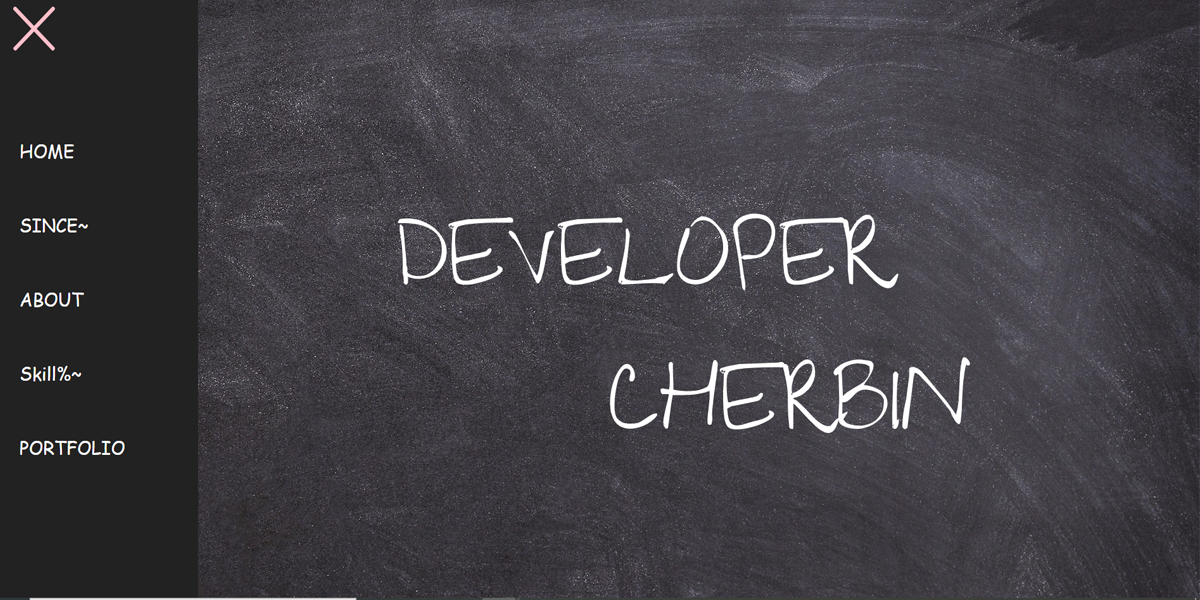 HOME
SINCE~
ABOUT
Skill%~
PORTFOLIO
DEVELOPER
CHERBIN